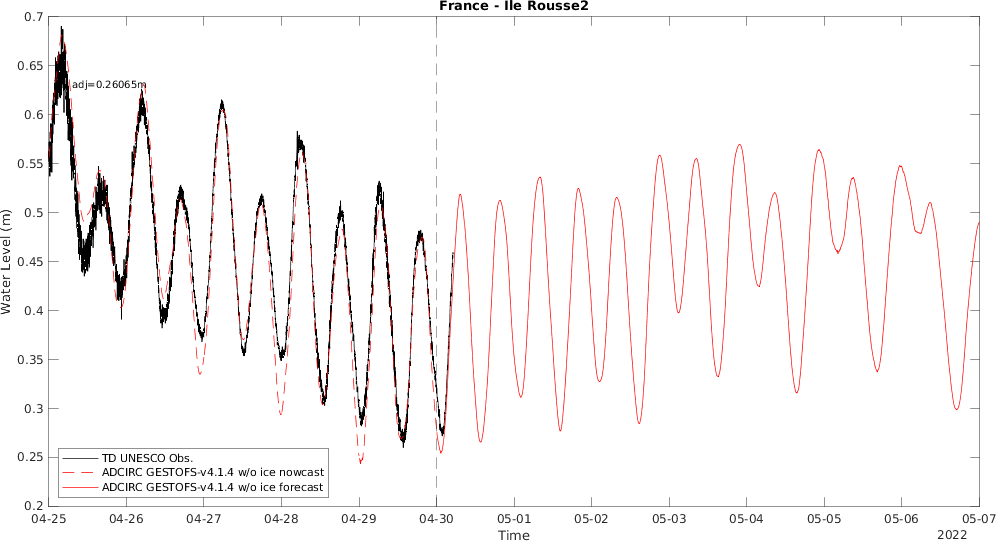 France - Ile Rousse2
0.7
0.65
adj=0.26065m
0.6
0.55
0.5
0.45
0.4
0.35
0.3
0.25
0.2
Water Level (m)
TD UNESCO Obs.
ADCIRC GESTOFS-v4.1.4 w/o ice nowcast
ADCIRC GESTOFS-v4.1.4 w/o ice forecast
04-25 04-26 04-27 04-28 04-29 04-30 05-01 05-02 05-03 05-04 05-05 05-06 05-07
Time
2022